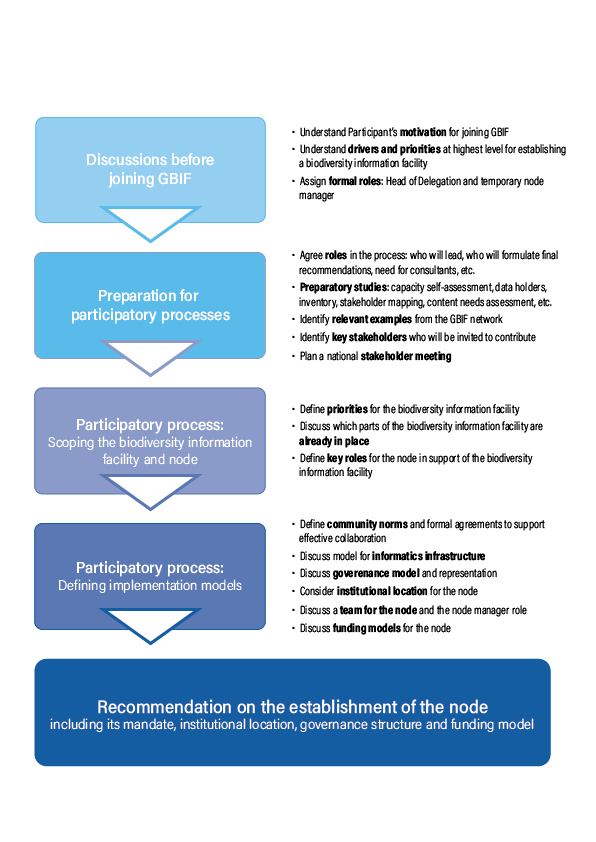 Discussions before
joining GBIF
• Understand Participant's motivation for joining GBIF
• Understand drivers and priorities at highest level for establishing
a biodiversity information facility
• Assign formal roles: Head of Delegation and temporary node
manager
Preparation for
participatory processes
• Agree roles in the process: who will lead, who will formulate final
recommendations, need for consultants, etc.
• Preparatory studies: capacity self-assessment, data holders,
inventory, stakeholder mapping, content needs assessment, etc.
• Identify relevant examples from the GBIF network
• Identify key stakeholders who will be invited to contribute
• Plan a national stakeholder meeting
Participatory process:
Scoping the biodiversity information
facility and node
• Define priorities for the biodiversity information facility
• Discuss which parts of the biodiversity information facility are
already in place
• Define key roles for the node in support of the biodiversity
information facility
Participatory process:
Defining implementation models
• Define community norms and formal agreements to support
effective collaboration
• Discuss model for informatics infrastructure
• Discuss goverenance model and representation
• Consider institutional location for the node
• Discuss a team for the node and the node manager role
• Discuss funding models for the node
Recommendation on the establishment of the node
including its mandate, institutional location, governance structure and funding model